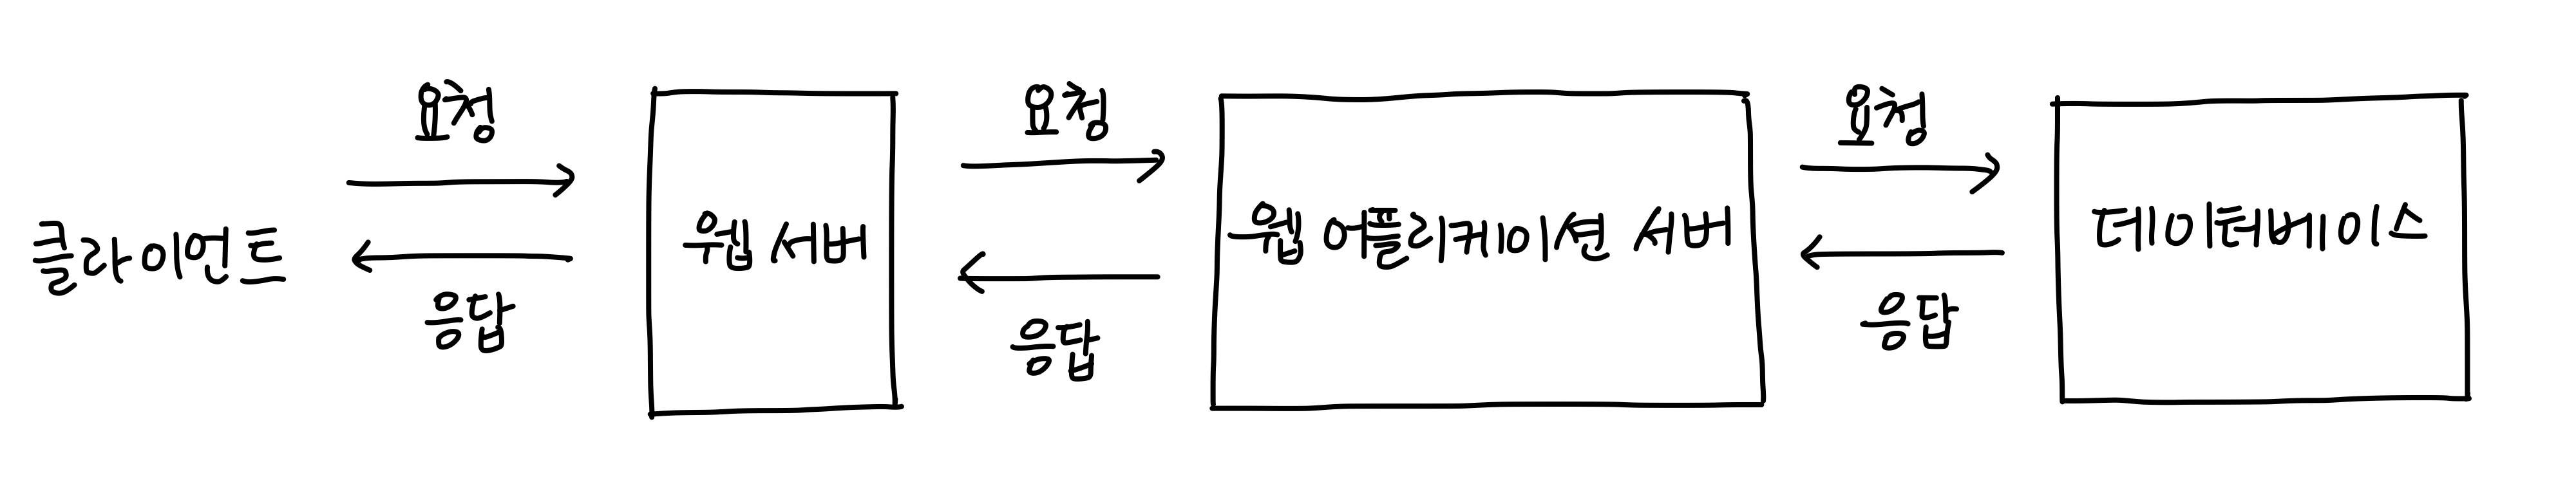 요청
요청
요청
클라이언트
웹 서버
웹 어플리케이션 서버
데이터베이스
응답
응답
응답